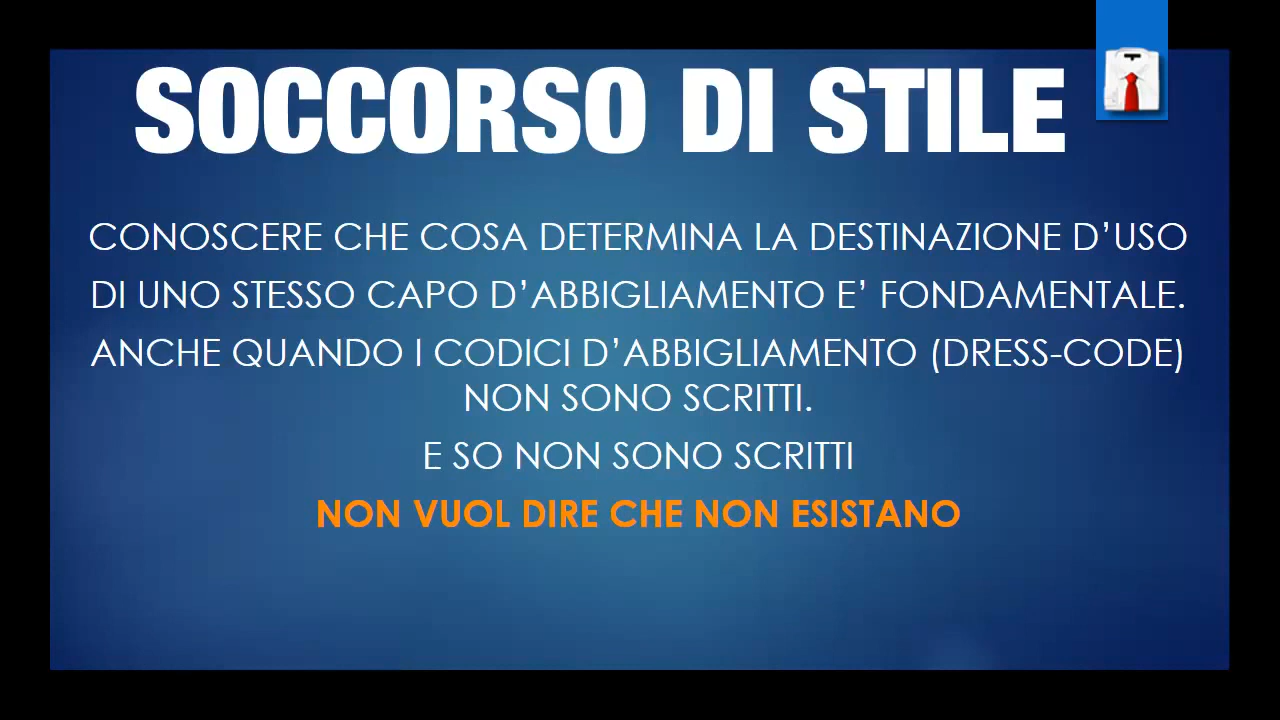 SOCCORSO DI STILE
CONOSCERE CHE COSA DETERMINA LA DESTINAZIONE D’USO
DI UNO STESSO CAPO D’ABBIGLIAMENTO E’ FONDAMENTALE.
ANCHE QUANDO I CODICI D’ABBIGLIAMENTO (DRESS-CODE)
NON SONO SCRITTI.
E SO NON SONO SCRITTI
NON VUOL DIRE CHE NON ESISTANO